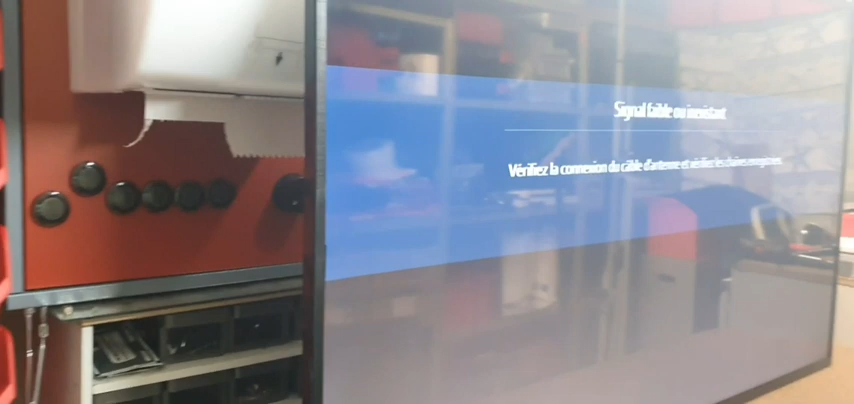 Signal faible ou inexistant
Vérifiez la connexion du câble d'antenne et vérifiez les chaînes enregistrées.